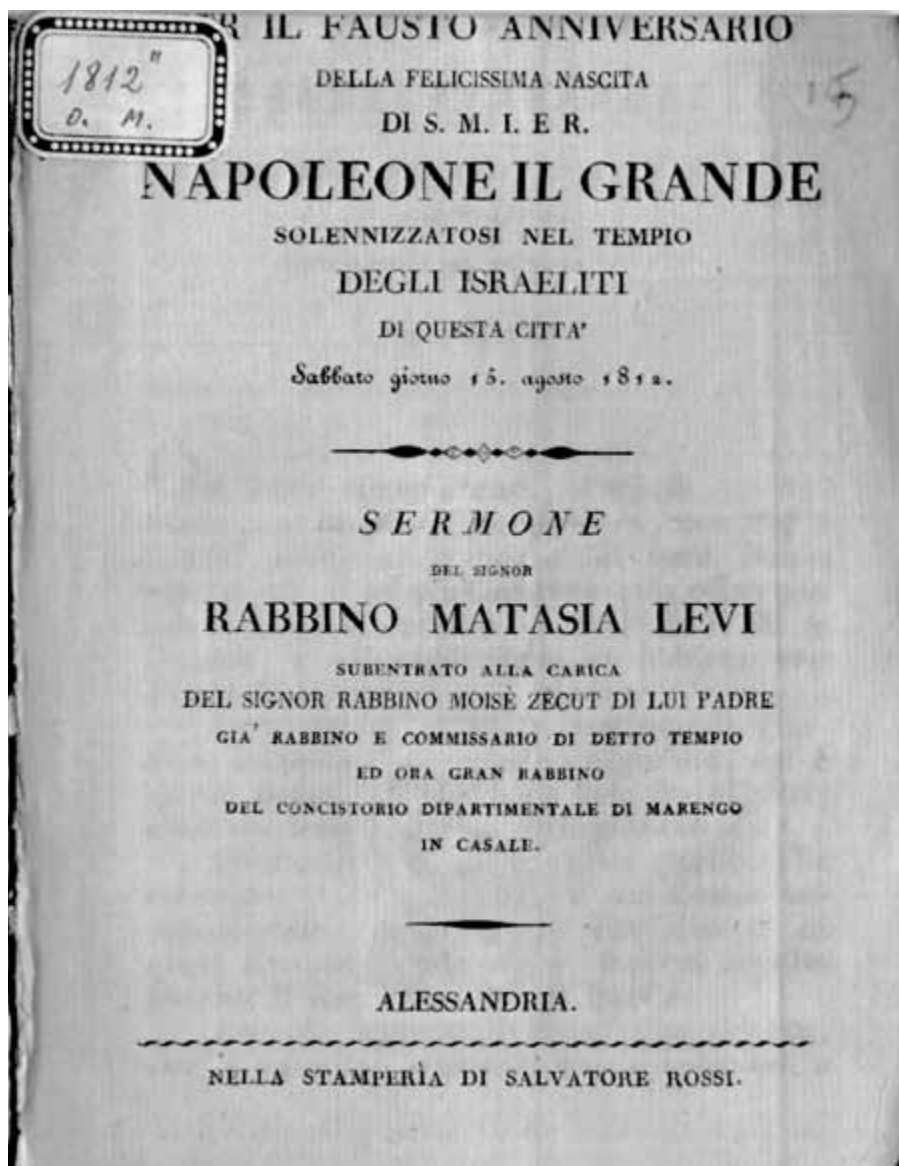 1812"
O. M.
R IL FAUSTO ANNIVERSARIO
DELLA FELICISSIMA NASCITA
DI S. M. I. E R.
NAPOLEONE IL GRANDE
SOLENNIZZATOSI NEL TEMPIO
DEGLI ISRAELITI
DI QUESTA CITTA'
Sabbato giorno 15. agosto 1812.
SERMONE
DEL SIGNOR
RABBINO MATASIA LEVI
SUBENTRATO ALLA CARICA
DEL SIGNOR RABBINO MOISÈ ZECUT DI LUI PADRE
GIA' RABBINO E COMMISSARIO DI DETTO TEMPIO
ED ORA GRAN RABBINO
DEL CONCISTORIO DIPARTIMENTALE DI MARENGO
IN CASALE.
ALESSANDRIA.
NELLA STAMPERÌA DI SALVATORE ROSSI.